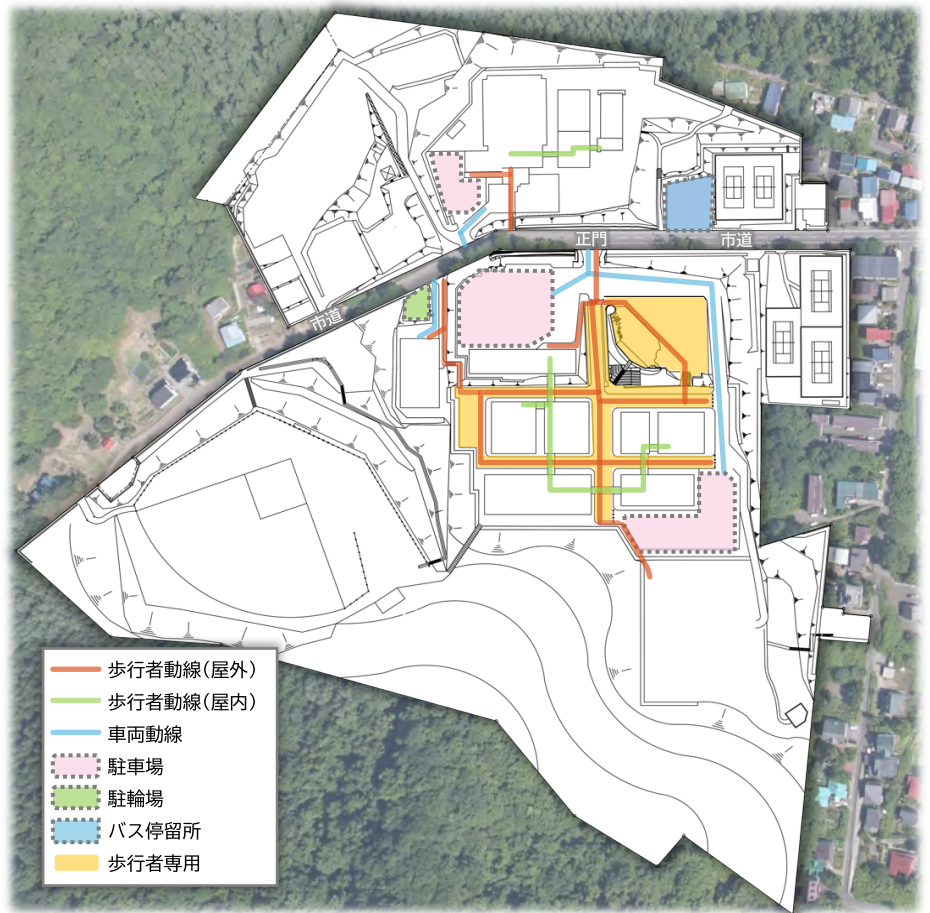 正門
市道
市道
歩行者動線(屋外)
歩行者動線(屋内)
車両動線
駐車場
駐輪場
バス停留所
歩行者専用